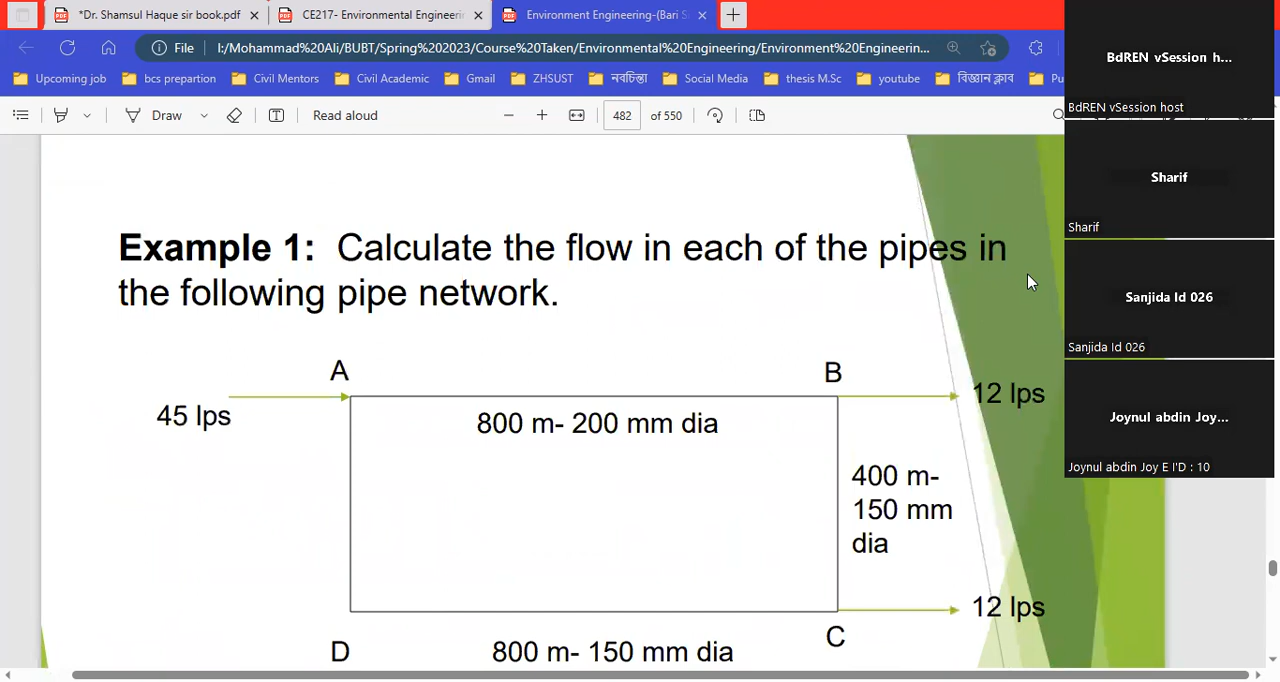 *Dr. Shamsul Haque sir book.pdf
CE217- Environmental Engineerin
Environment Engineering-(Bari S
File
I:/Mohammad%20Ali/BUBT/Spring%202023/Course%20Taken/Environmental%20Engineering/Environment%20Engineerin...
Upcoming job
bcs prepartion
Civil Mentors
Civil Academic
Gmail
ZHSUST
নবচিন্তা
Social Media
thesis M.Sc
youtube
বিজ্ঞান ক্লাব
Pu
Draw
Read aloud
482
of 550
BdREN vSession h...
BdREN vSession host
Sharif
Sharif
Sanjida Id 026
Sanjida Id 026
Joynul abdin Joy...
Joynul abdin Joy E I'D : 10
Example 1: Calculate the flow in each of the pipes in
the following pipe network.
A
B
45 lps
12 lps
800 m- 200 mm dia
400 m-
150 mm
dia
12 lps
D
800 m- 150 mm dia
C